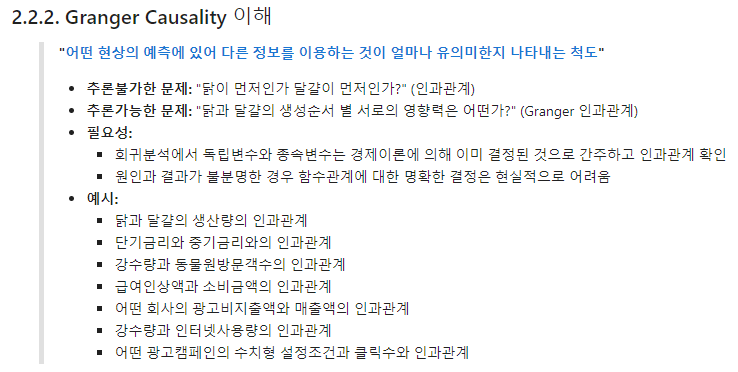 2.2.2. Granger Causality 이해
"어떤 현상의 예측에 있어 다른 정보를 이용하는 것이 얼마나 유의미한지 나타내는 척도"
• 추론불가한 문제: "닭이 먼저인가 달걀이 먼저인가?" (인과관계)
• 추론가능한 문제: "닭과 달걀의 생성순서 별 서로의 영향력은 어떤가?" (Granger 인과관계)
• 필요성:
▪ 회귀분석에서 독립변수와 종속변수는 경제이론에 의해 이미 결정된 것으로 간주하고 인과관계 확인
▪ 원인과 결과가 불분명한 경우 함수관계에 대한 명확한 결정은 현실적으로 어려움
• 예시:
▪ 닭과 달걀의 생산량의 인과관계
▪ 단기금리와 중기금리와의 인과관계
▪ 강수량과 동물원방문객수의 인과관계
▪ 급여인상액과 소비금액의 인과관계
▪ 어떤 회사의 광고비지출액와 매출액의 인과관계
▪ 강수량과 인터넷사용량의 인과관계
▪ 어떤 광고캠페인의 수치형 설정조건과 클릭수와 인과관계